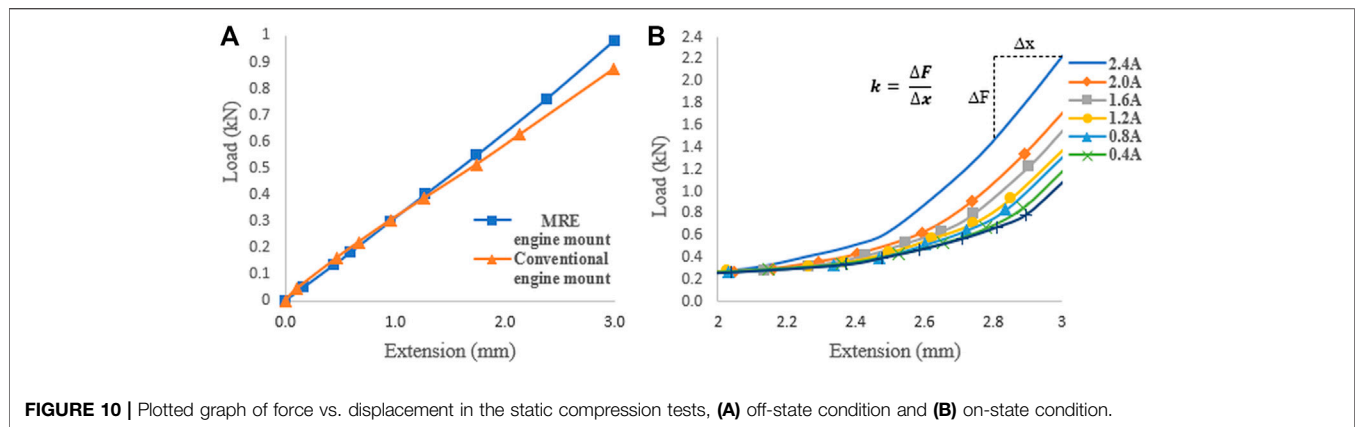 A
Load (kN)
1
0.9
0.8
0.7
0.6
0.5
0.4
0.3
0.2
0.1
0
0.0 1.0 2.0 3.0
Extension (mm)
MRE
engine mount
Conventional
engine mount
B
Load (kN)
2.4
2.2
2.0
1.8
1.6
1.4
1.2
1.0
0.8
0.6
0.4
0.2
0.0
2 2.2 2.4 2.6 2.8 3
Extension (mm)
k = ΔF/Δx
Δx
ΔF
2.4A
2.0A
1.6A
1.2A
0.8A
0.4A
FIGURE 10 | Plotted graph of force vs. displacement in the static compression tests, (A) off-state condition and (B) on-state condition.